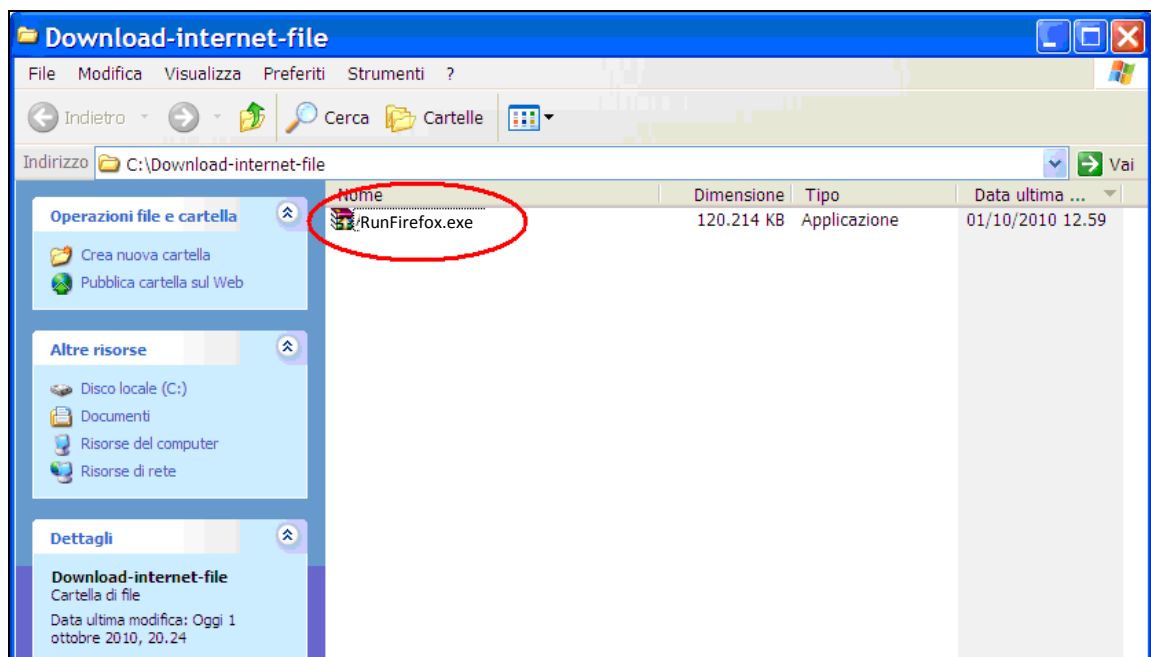 Download-internet-file
File Modifica Visualizza Preferiti Strumenti ?
Indietro Cerca Cartelle
Indirizzo C:\Download-internet-file Vai
Nome Dimensione Tipo Data ultima ...
RunFirefox.exe 120.214 KB Applicazione 01/10/2010 12.59
Operazioni file e cartella
Crea nuova cartella
Pubblica cartella sul Web
Altre risorse
Disco locale (C:)
Documenti
Risorse del computer
Risorse di rete
Dettagli
Download-internet-file
Cartella di file
Data ultima modifica: Oggi 1
ottobre 2010, 20.24